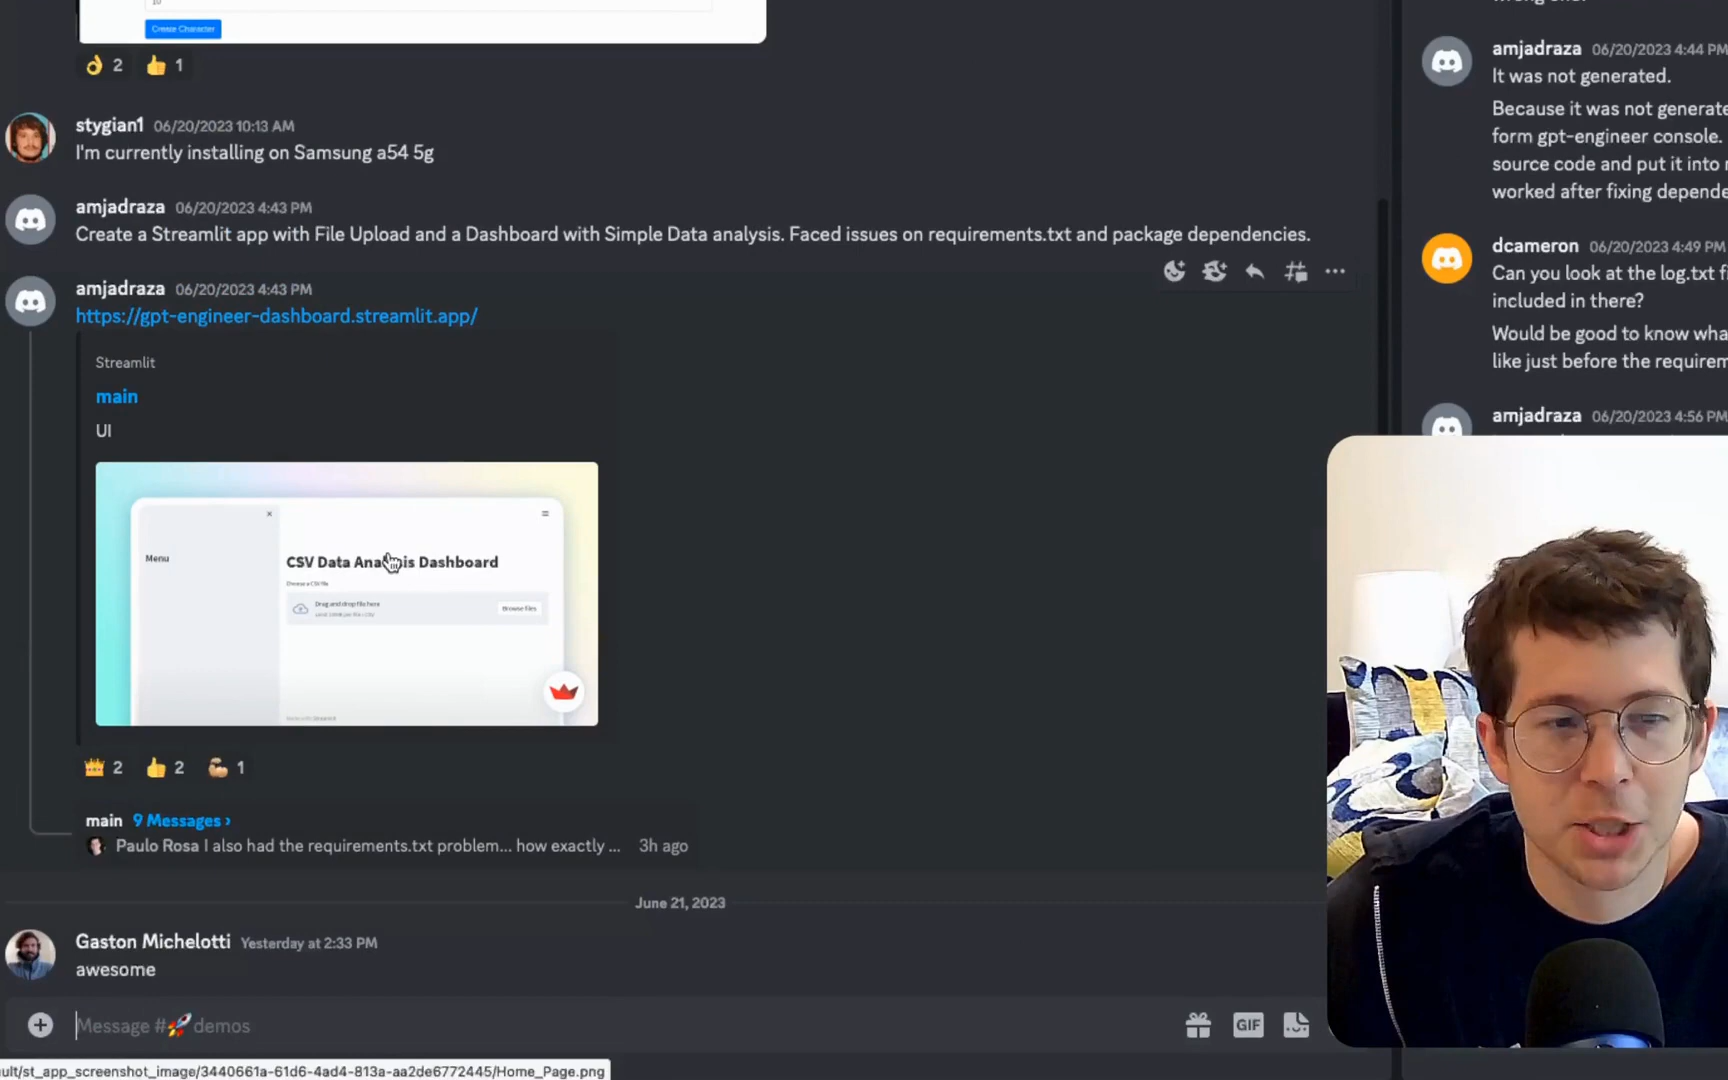 10
Create Character
2
1
stygian1 06/20/2023 10:13 AM
I'm currently installing on Samsung a54 5g
amjadraza 06/20/2023 4:43 PM
Create a Streamlit app with File Upload and a Dashboard with Simple Data analysis. Faced issues on requirements.txt and package dependencies.
amjadraza 06/20/2023 4:43 PM
https://gpt-engineer-dashboard.streamlit.app/
Streamlit
main
UI
Menu
CSV Data Analysis Dashboard
Choose a CSV file
Drag and drop file here
Browse files
Made with Streamlit
2
2
1
main 9 Messages ›
Paulo Rosa I also had the requirements.txt problem... how exactly ... 3h ago
June 21, 2023
Gaston Michelotti Yesterday at 2:33 PM
awesome
Message # demos
GIF
ult/st_app_screenshot_image/3440661a-61d6-4ad4-813a-aa2de6772445/Home_Page.png
amjadraza 06/20/2023 4:44 PM
It was not generated.
Because it was not generate
form gpt-engineer console.
source code and put it into
worked after fixing depende
dcameron 06/20/2023 4:49 PM
Can you look at the log.txt fi
included in there?
Would be good to know wha
like just before the requirem
amjadraza 06/20/2023 4:56 PM